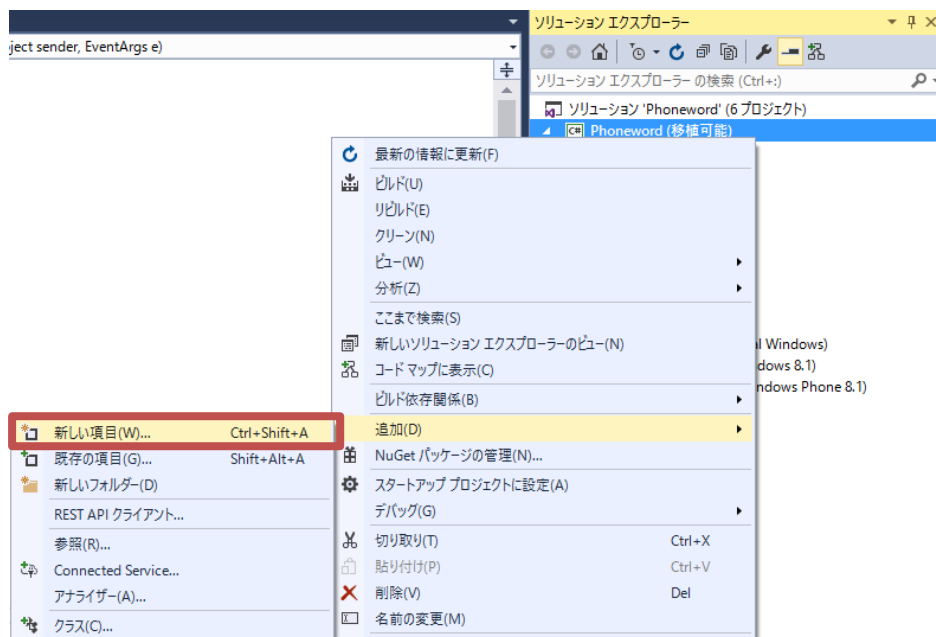 ソリューション エクスプローラー
ject sender, EventArgs e)
ソリューション エクスプローラー の検索 (Ctrl+:)
ソリューション 'Phoneword' (6 プロジェクト)
C# Phoneword (移植可能)
最新の情報に更新(F)
ビルド(U)
リビルド(E)
クリーン(N)
ビュー(W)
分析(Z)
ここまで検索(S)
新しいソリューション エクスプローラーのビュー(N)
l Windows)
コード マップに表示(C)
dows 8.1)
ndows Phone 8.1)
ビルド依存関係(B)
追加(D)
新しい項目(W)... Ctrl+Shift+A
NuGet パッケージの管理(N)...
既存の項目(G)... Shift+Alt+A
スタートアップ プロジェクトに設定(A)
新しいフォルダー(D)
デバッグ(G)
REST API クライアント...
切り取り(T) Ctrl+X
参照(R)...
貼り付け(P) Ctrl+V
Connected Service...
削除(V) Del
アナライザー(A)...
名前の変更(M)
クラス(C)...